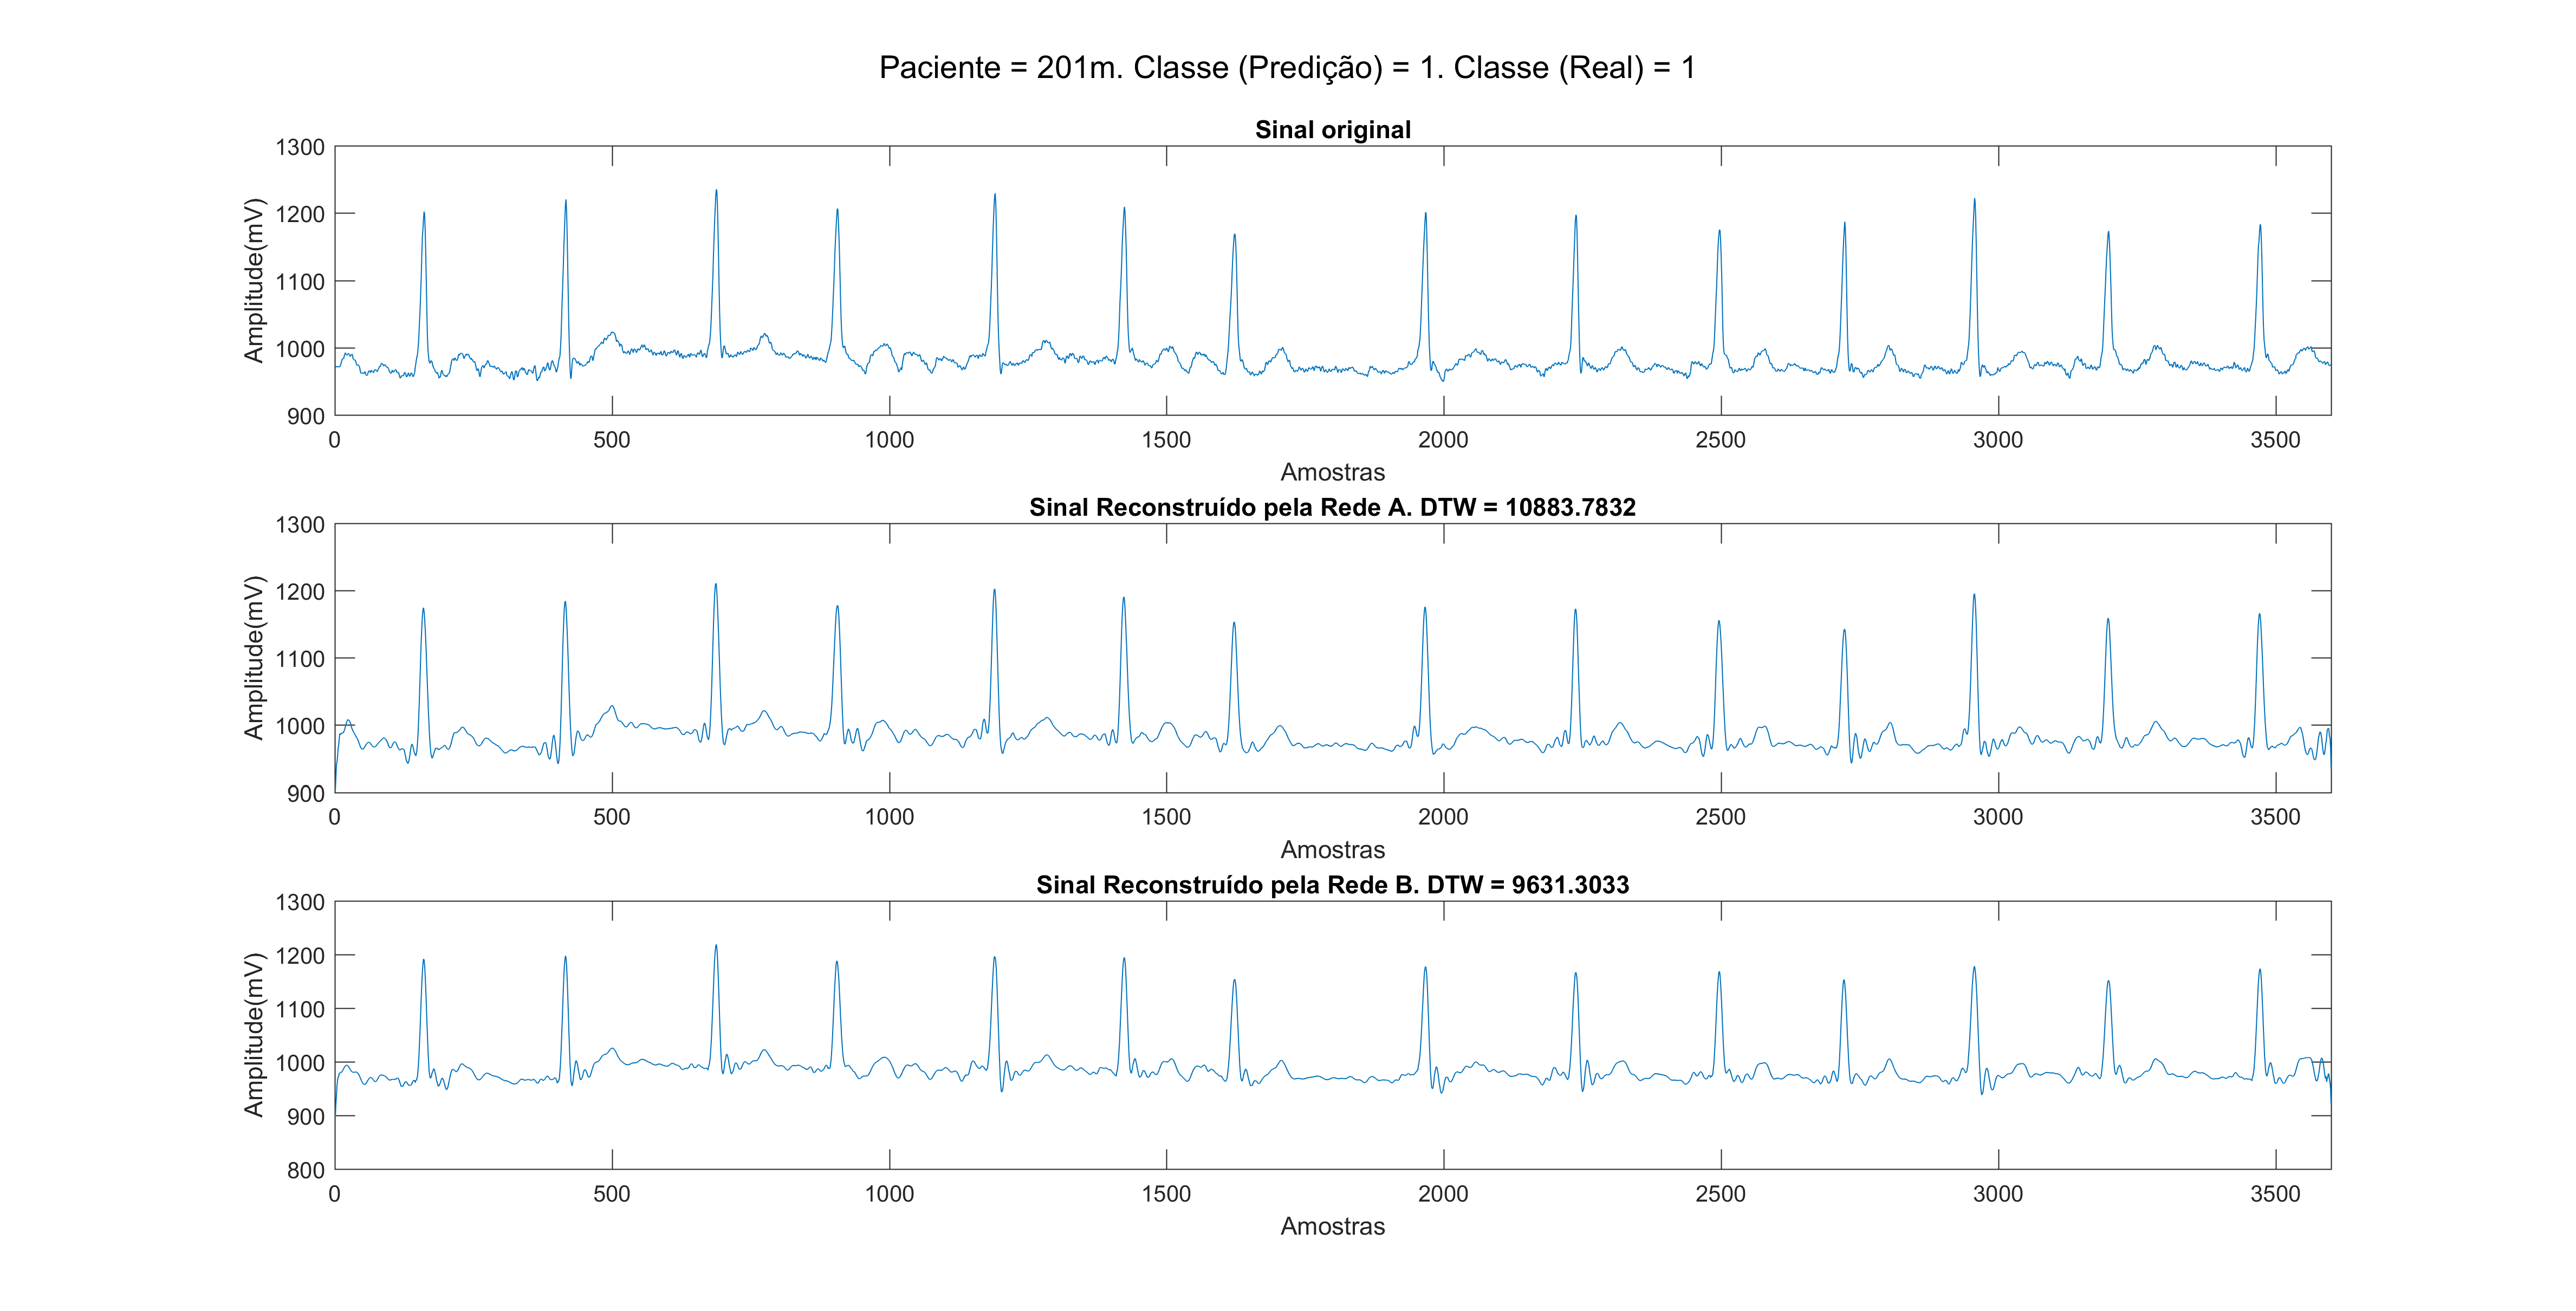 Paciente = 201m. Classe (Predição) = 1. Classe (Real) = 1
Sinal original
1300
1200
1100
1000
900
Amplitude(mV)
0 500 1000 1500 2000 2500 3000 3500
Amostras
Sinal Reconstruído pela Rede A. DTW = 10883.7832
1300
1200
1100
1000
900
Amplitude(mV)
0 500 1000 1500 2000 2500 3000 3500
Amostras
Sinal Reconstruído pela Rede B. DTW = 9631.3033
1300
1200
1100
1000
900
800
Amplitude(mV)
0 500 1000 1500 2000 2500 3000 3500
Amostras